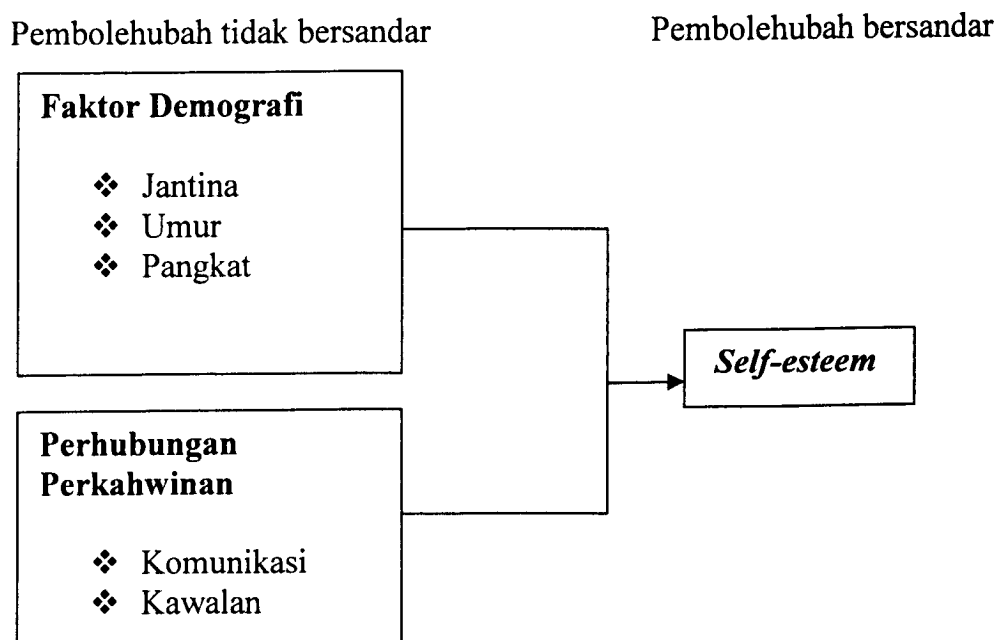 Pembolehubah tidak bersandar
Pembolehubah bersandar
Faktor Demografi
❖ Jantina
❖ Umur
❖ Pangkat
Self-esteem
Perhubungan
Perkahwinan
❖ Komunikasi
❖ Kawalan